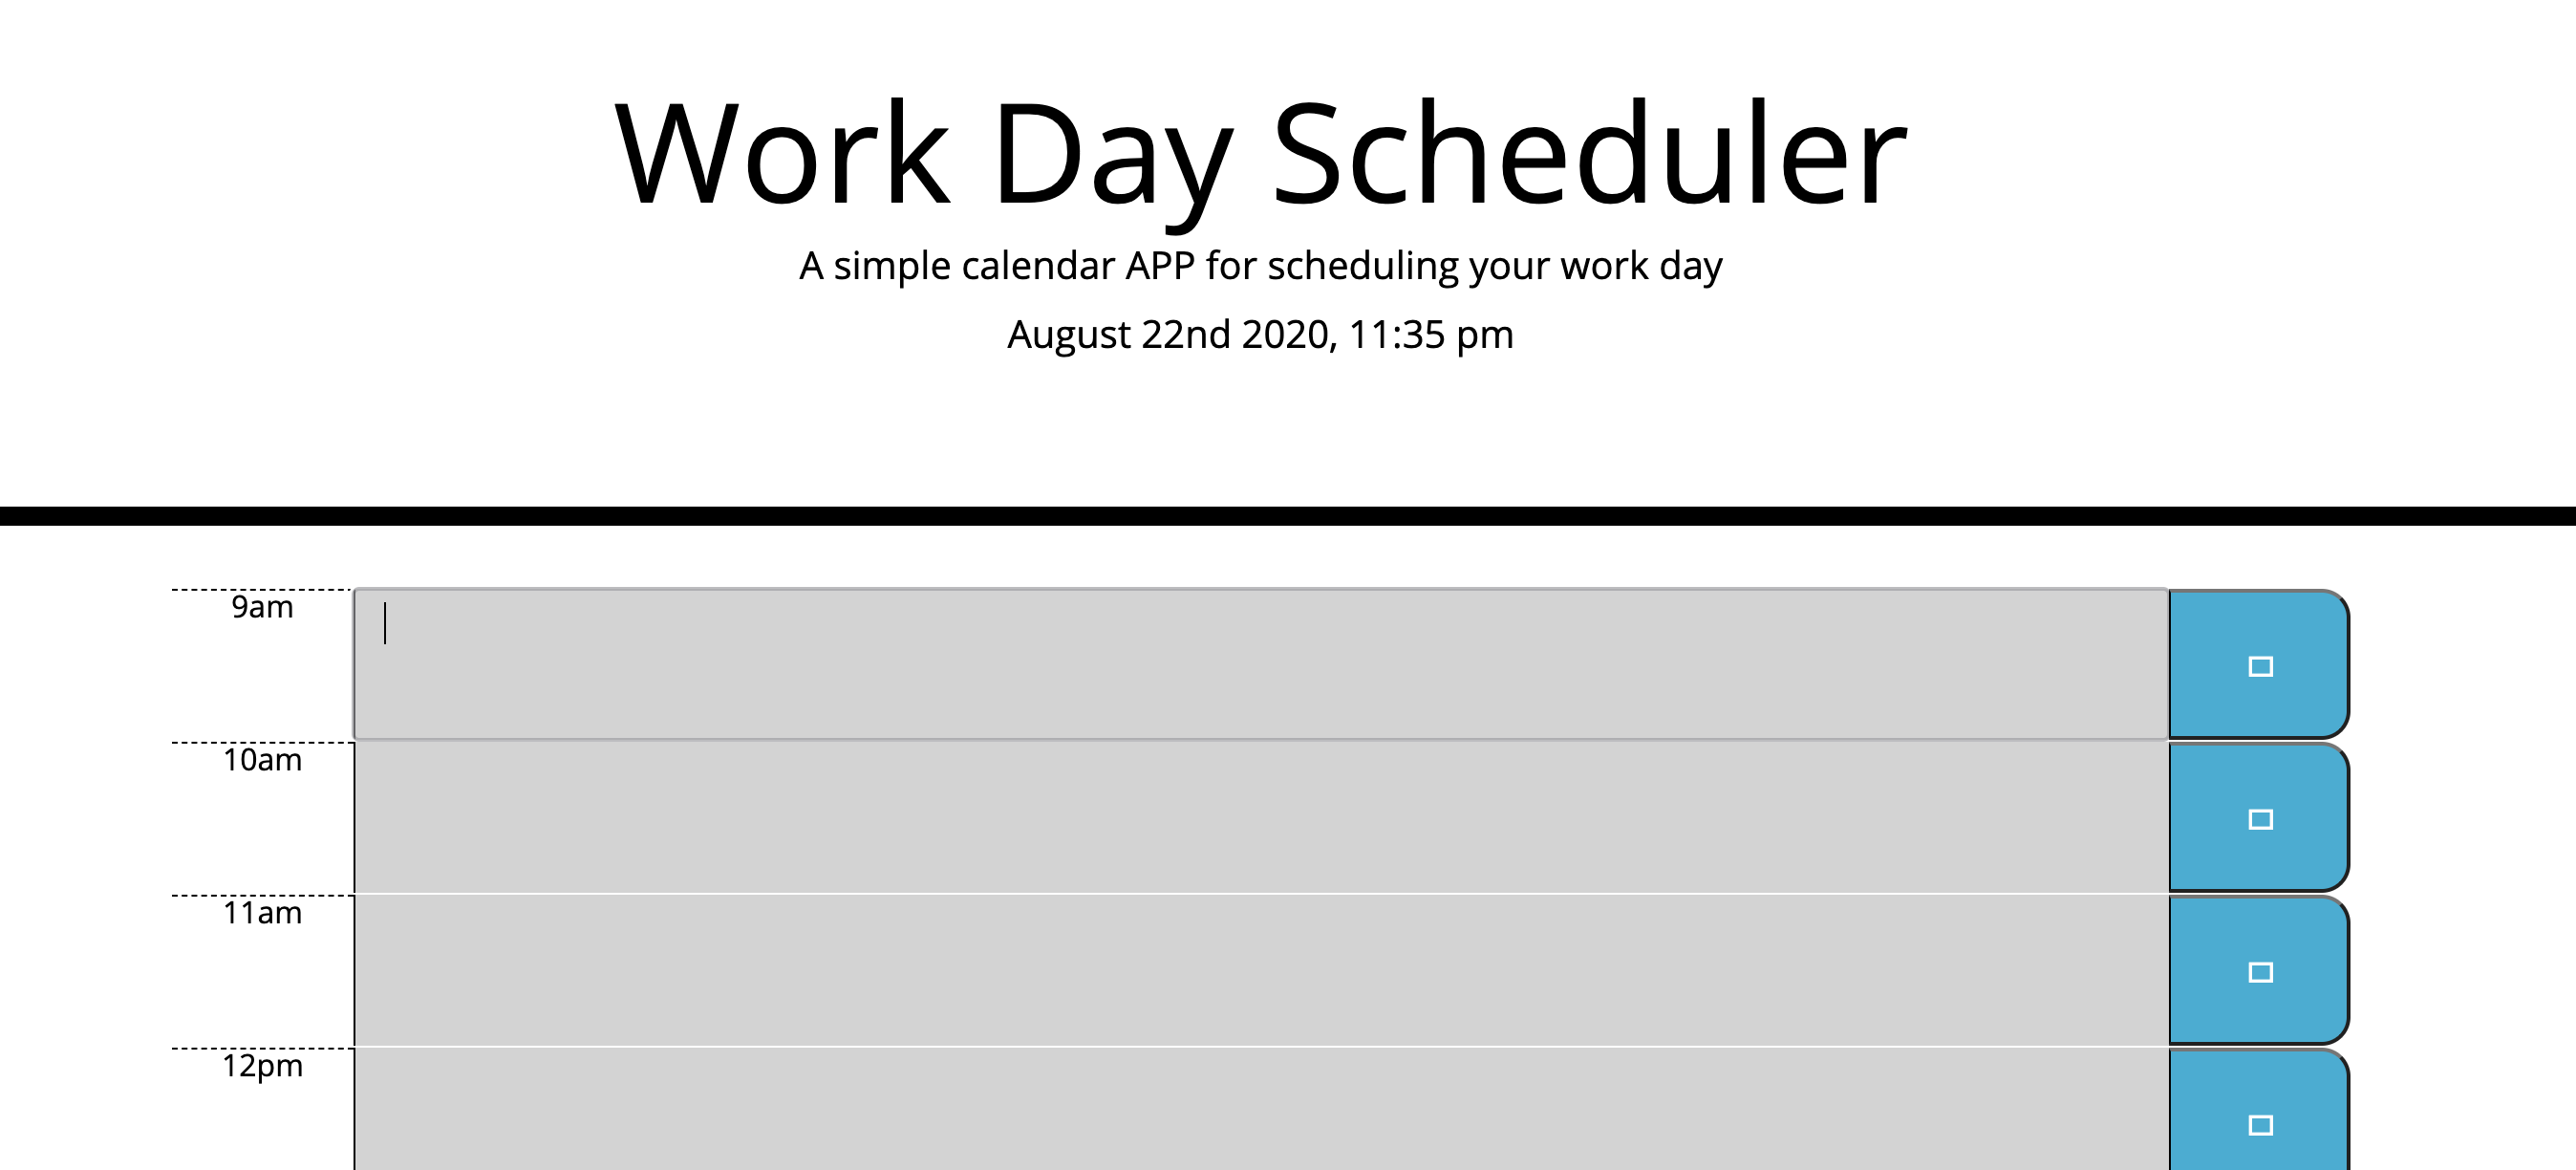 Work Day Scheduler
A simple calendar APP for scheduling your work day
August 22nd 2020, 11:35 pm
9am
10am
11am
12pm